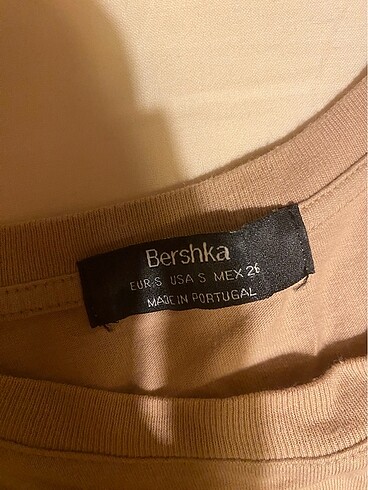 Bershka
EUR S USA S MEX 26
MADE IN PORTUGAL